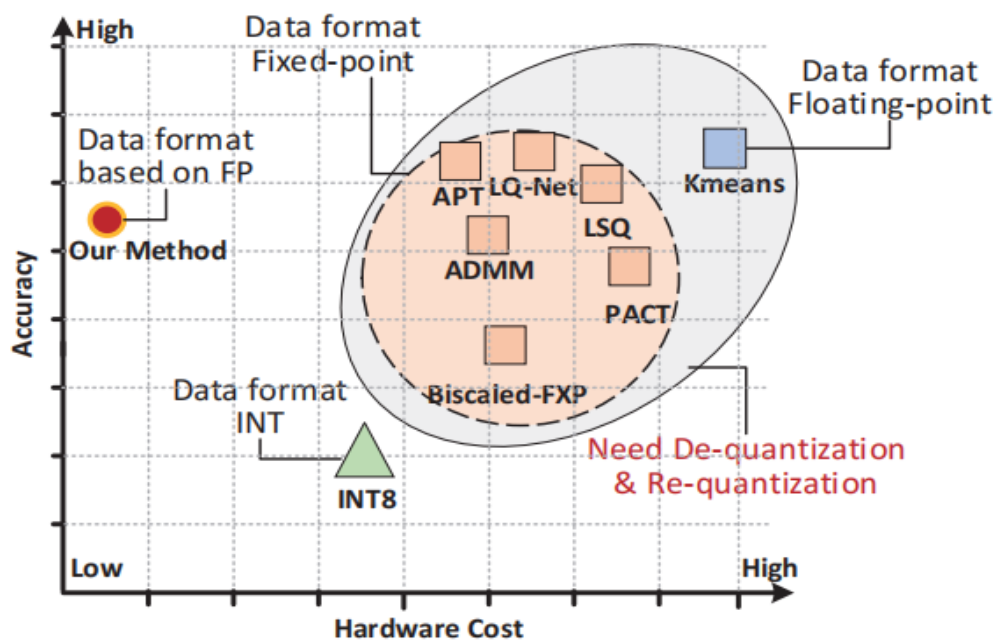 High
Data format
Fixed-point
Data format
Floating-point
Data format
based on FP
APT
LQ-Net
Kmeans
Our Method
LSQ
ADMM
PACT
Accuracy
Data format
INT
Biscaled-FXP
Need De-quantization
& Re-quantization
INT8
Low
High
Hardware Cost